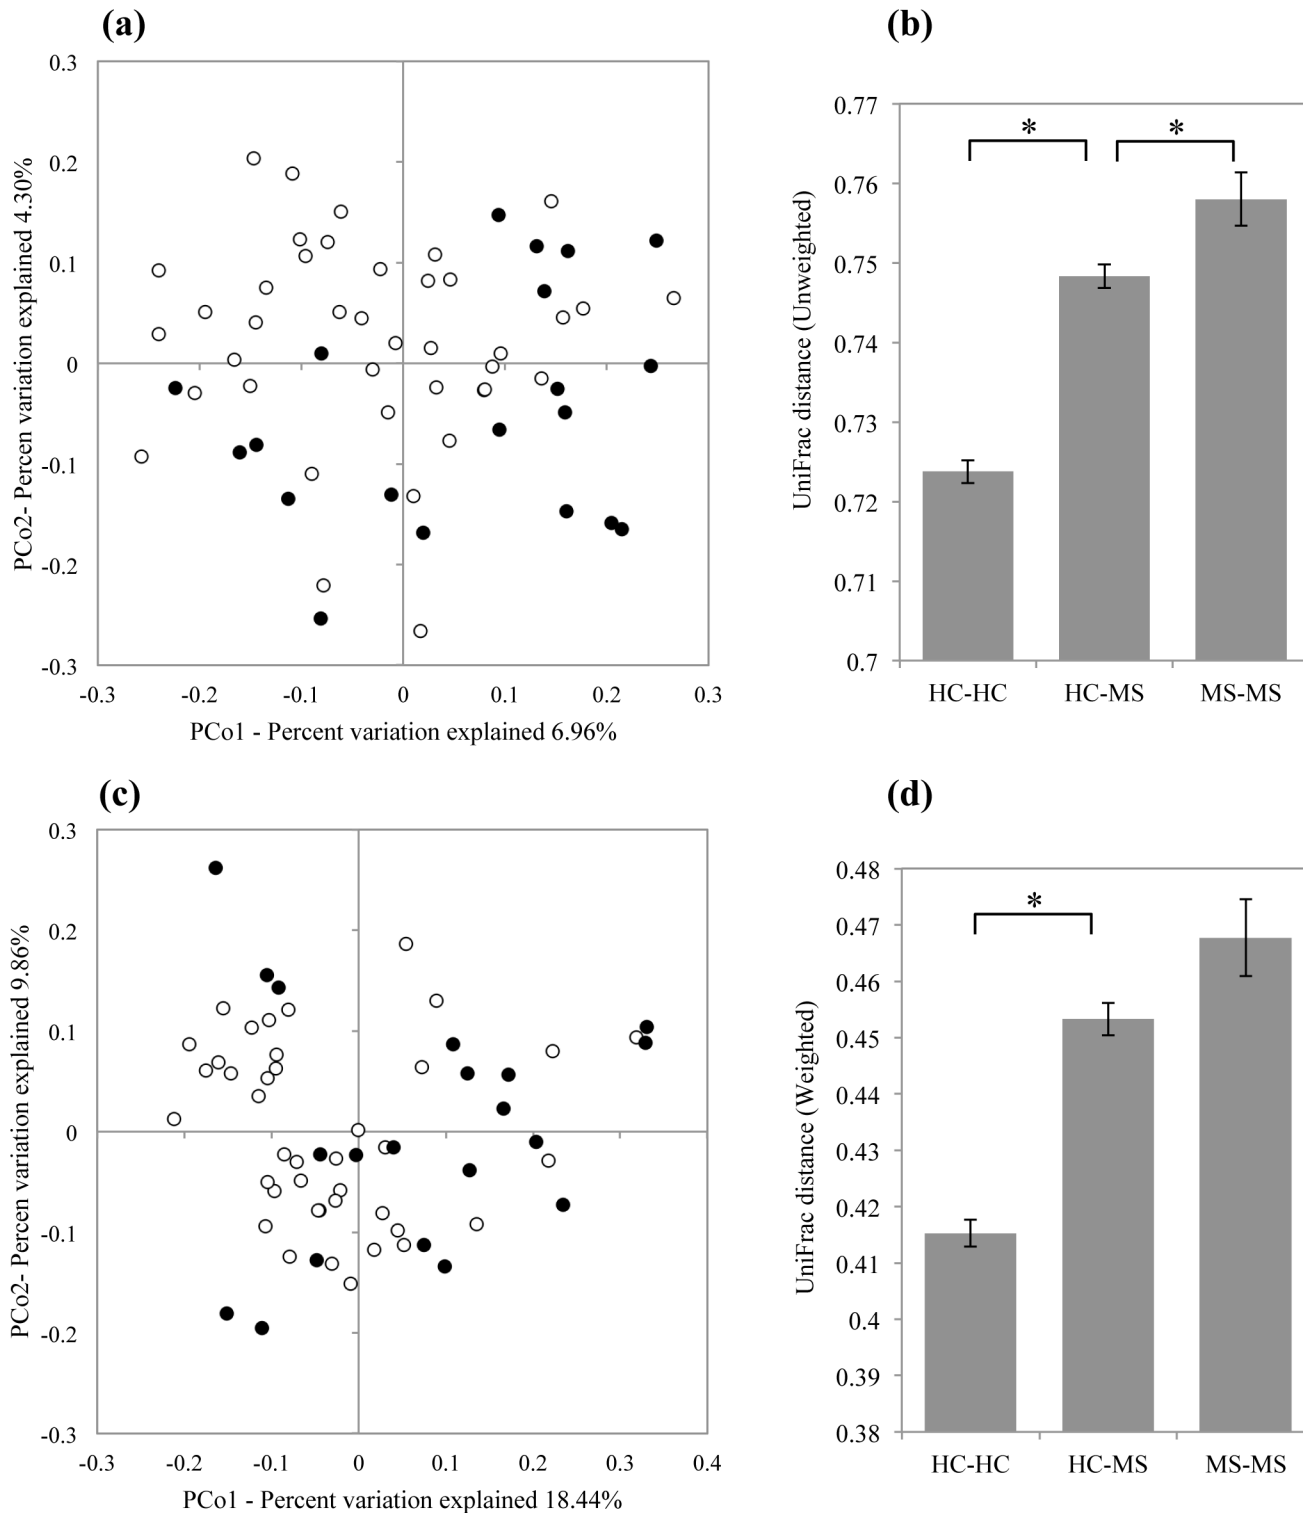 (a)
PCo2- Percen variation explained 4.30%
0.3
0.2
0.1
0
-0.1
-0.2
-0.3
-0.3 -0.2 -0.1 0 0.1 0.2 0.3
PCo1 - Percent variation explained 6.96%
(b)
UniFrac distance (Unweighted)
0.77
0.76
0.75
0.74
0.73
0.72
0.71
0.7
* *
HC-HC HC-MS MS-MS
(c)
PCo2- Percen variation explained 9.86%
0.3
0.2
0.1
0
-0.1
-0.2
-0.3
-0.3 -0.2 -0.1 0 0.1 0.2 0.3 0.4
PCo1 - Percent variation explained 18.44%
(d)
UniFrac distance (Weighted)
0.48
0.47
0.46
0.45
0.44
0.43
0.42
0.41
0.4
0.39
0.38
*
HC-HC HC-MS MS-MS